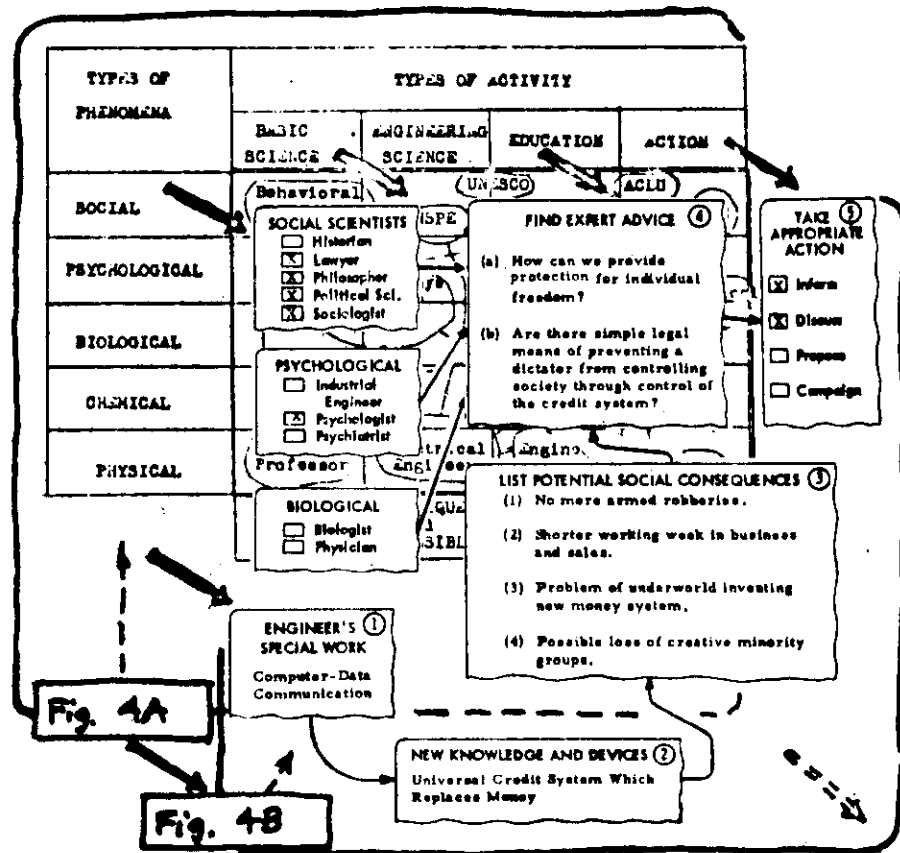 TYPES OF
PHENOMENA
TYPES OF ACTIVITY
BASIC
SCIENCE
ENGINEERING
SCIENCE
EDUCATION
ACTION
SOCIAL
PSYCHOLOGICAL
BIOLOGICAL
CHEMICAL
PHYSICAL
Behavioral
UNESCO
ACLU
Professor
SOCIAL SCIENTISTS
Historian
X Lawyer
X Philosopher
X Political Sci.
X Sociologist
PSYCHOLOGICAL
Industrial
Engineer
X Psychologist
Psychiatrist
BIOLOGICAL
Biologist
Physician
FIND EXPERT ADVICE 4
(a) How can we provide
protection for individual
freedom?
(b) Are there simple legal
means of preventing a
dictator from controlling
society through control of
the credit system?
TAKE 5
APPROPRIATE
ACTION
X Inform
X Discuss
Propose
Campaign
LIST POTENTIAL SOCIAL CONSEQUENCES 3
(1) No more armed robberies.
(2) Shorter working week in business
and sales.
(3) Problem of underworld inventing
new money system.
(4) Possible loss of creative minority
groups.
ENGINEER'S 1
SPECIAL WORK
Computer-Data
Communication
NEW KNOWLEDGE AND DEVICES 2
Universal Credit System Which
Replaces Money
Fig. 4A
Fig. 4B